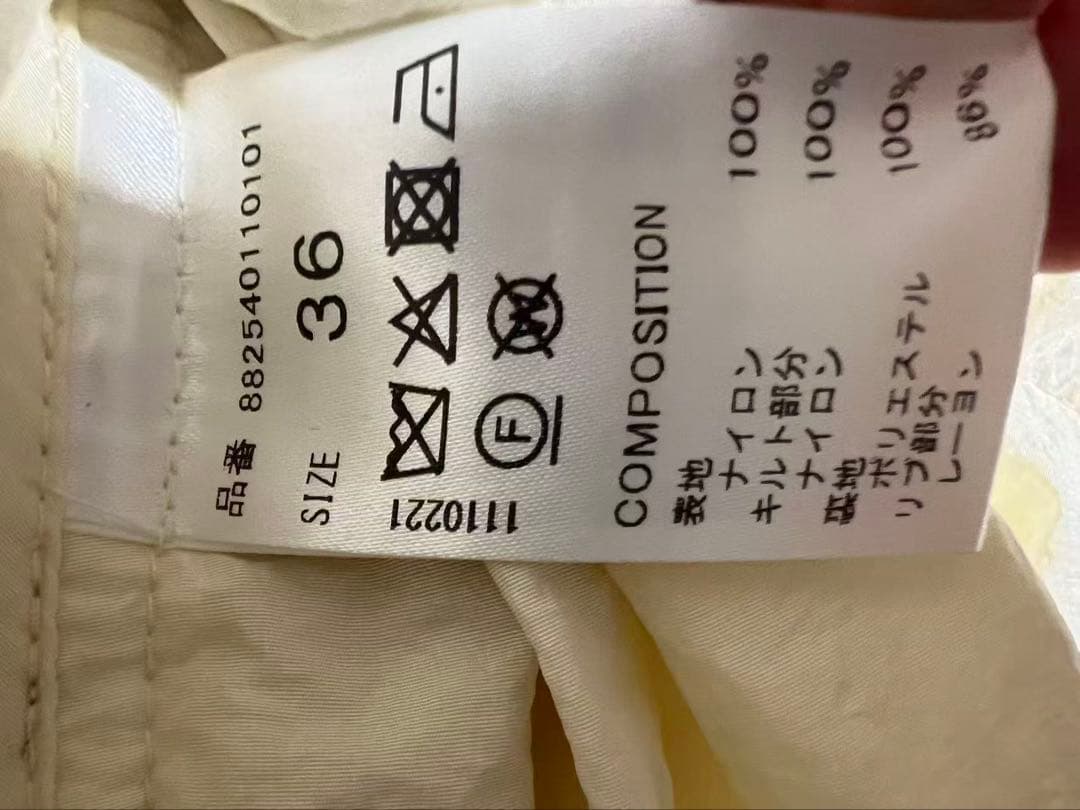 品番 88254011​0101
SIZE 36
1110221
F
W
COMPOSITION
表地
ナイロン 100%
キルト部分
ナイロン 100%
裏地
ポリエステル 100%
リブ部分
レーヨン 86%